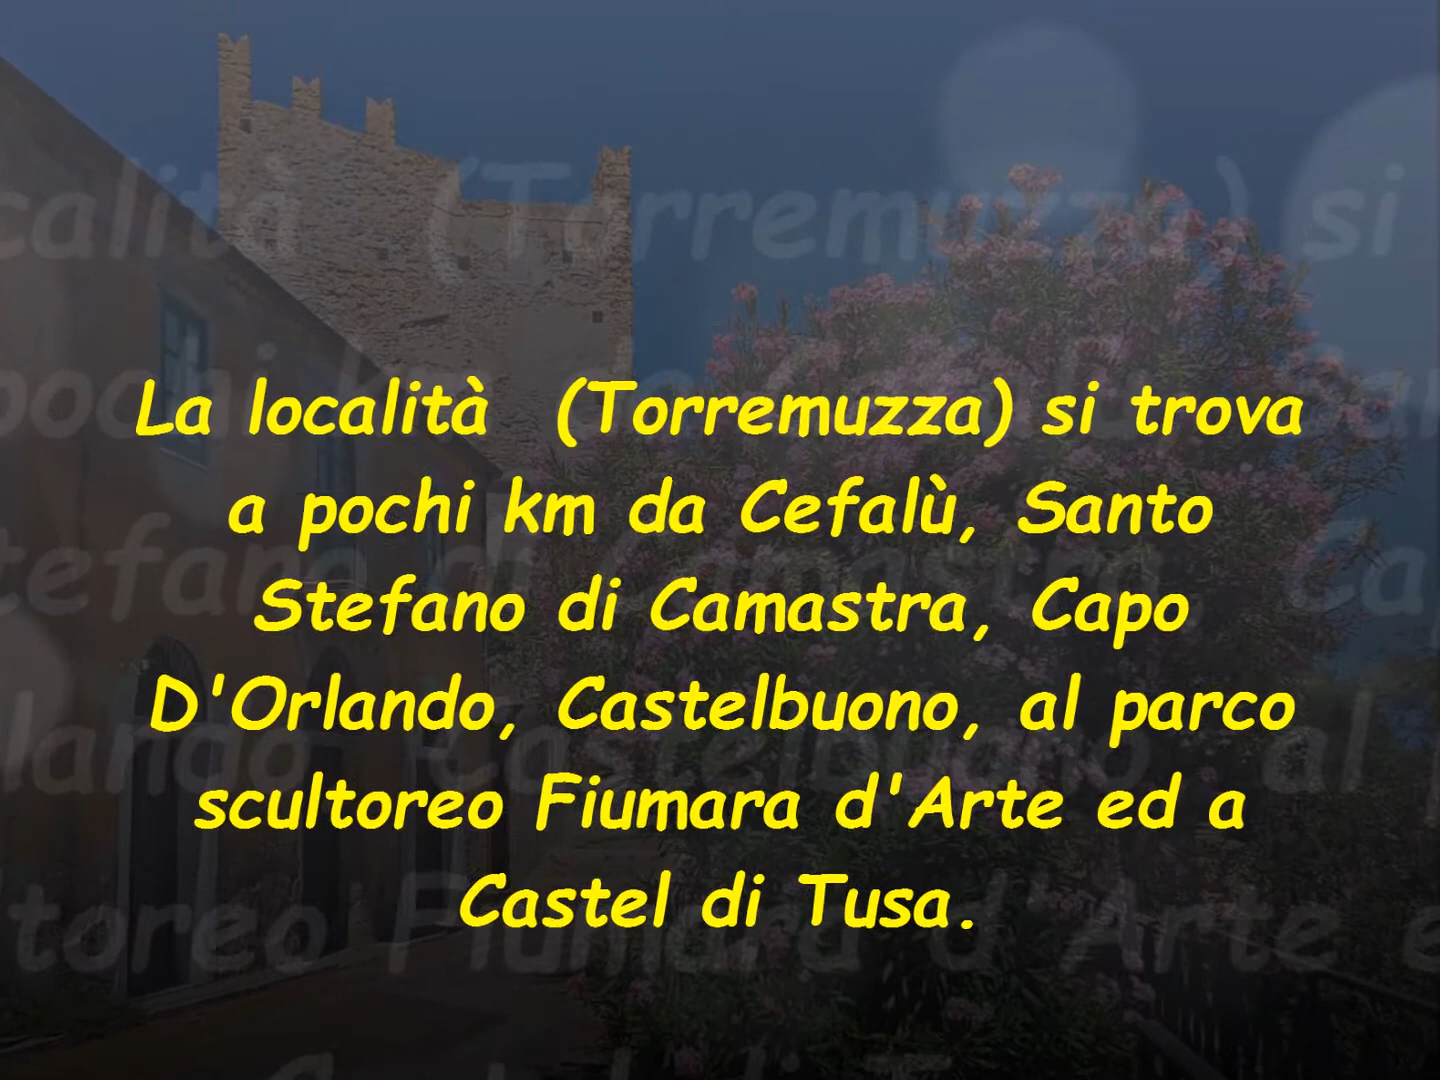 La località (Torremuzza) si trova
a pochi km da Cefalù, Santo
Stefano di Camastra, Capo
D'Orlando, Castelbuono, al parco
scultoreo Fiumara d'Arte ed a
Castel di Tusa.